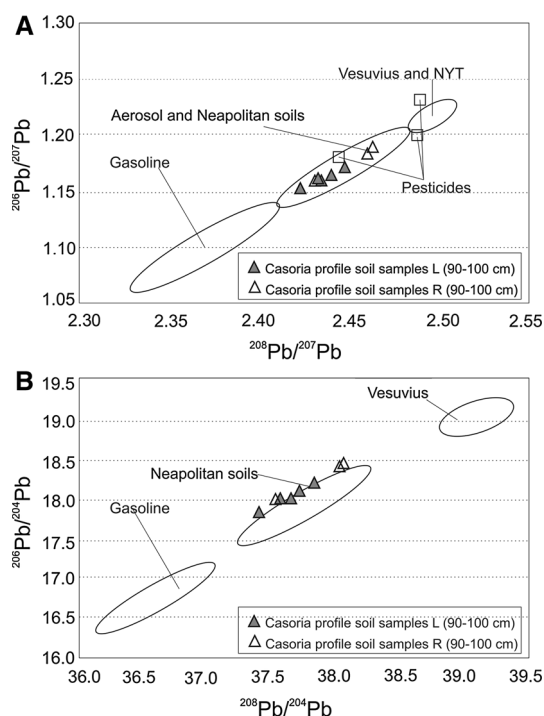 A
1.30
1.25
1.20
1.15
1.10
1.05
²⁰⁶Pb/²⁰⁷Pb
Vesuvius and NYT
Aerosol and Neapolitan soils
Gasoline
Pesticides
Casoria profile soil samples L (90-100 cm)
Casoria profile soil samples R (90-100 cm)
2.30 2.35 2.40 2.45 2.50 2.55
²⁰⁸Pb/²⁰⁷Pb
B
19.5
19.0
18.5
18.0
17.5
17.0
16.5
16.0
²⁰⁶Pb/²⁰⁴Pb
Vesuvius
Neapolitan soils
Gasoline
Casoria profile soil samples L (90-100 cm)
Casoria profile soil samples R (90-100 cm)
36.0 36.5 37.0 37.5 38.0 38.5 39.0 39.5
²⁰⁸Pb/²⁰⁴Pb